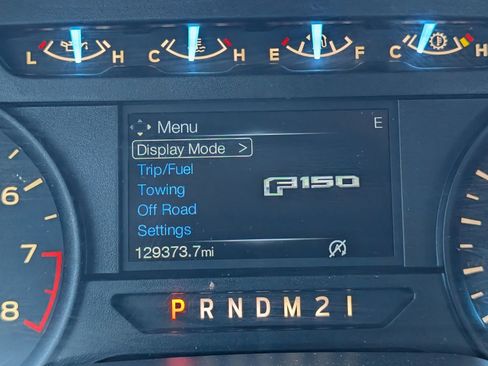 L H C H E F C H
Menu E
Display Mode >
Trip/Fuel
Towing
F150
Off Road
Settings
129373.7mi
6
7
8
P R N D M 2 1